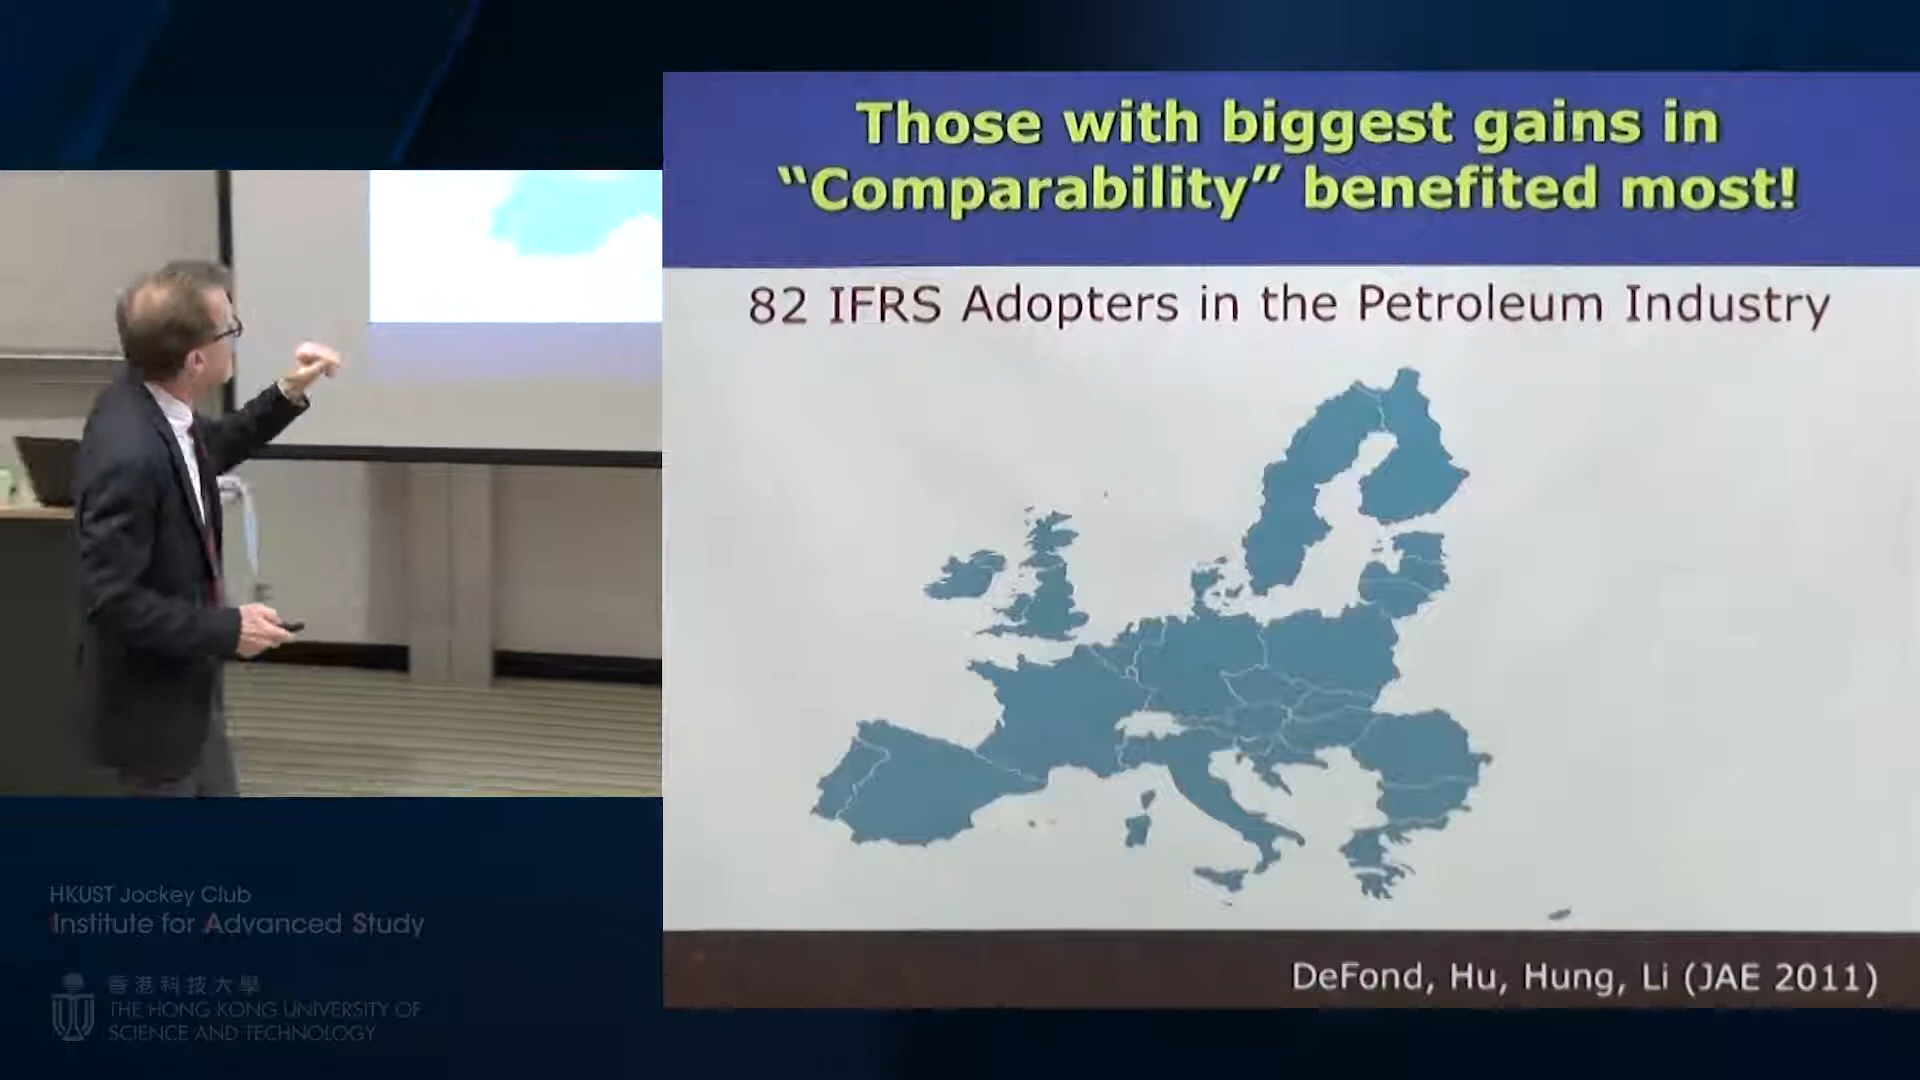 Those with biggest gains in
“Comparability” benefited most!
82 IFRS Adopters in the Petroleum Industry
DeFond, Hu, Hung, Li (JAE 2011)
HKUST Jockey Club
Institute for Advanced Study
香港科技大學
THE HONG KONG UNIVERSITY OF
SCIENCE AND TECHNOLOGY